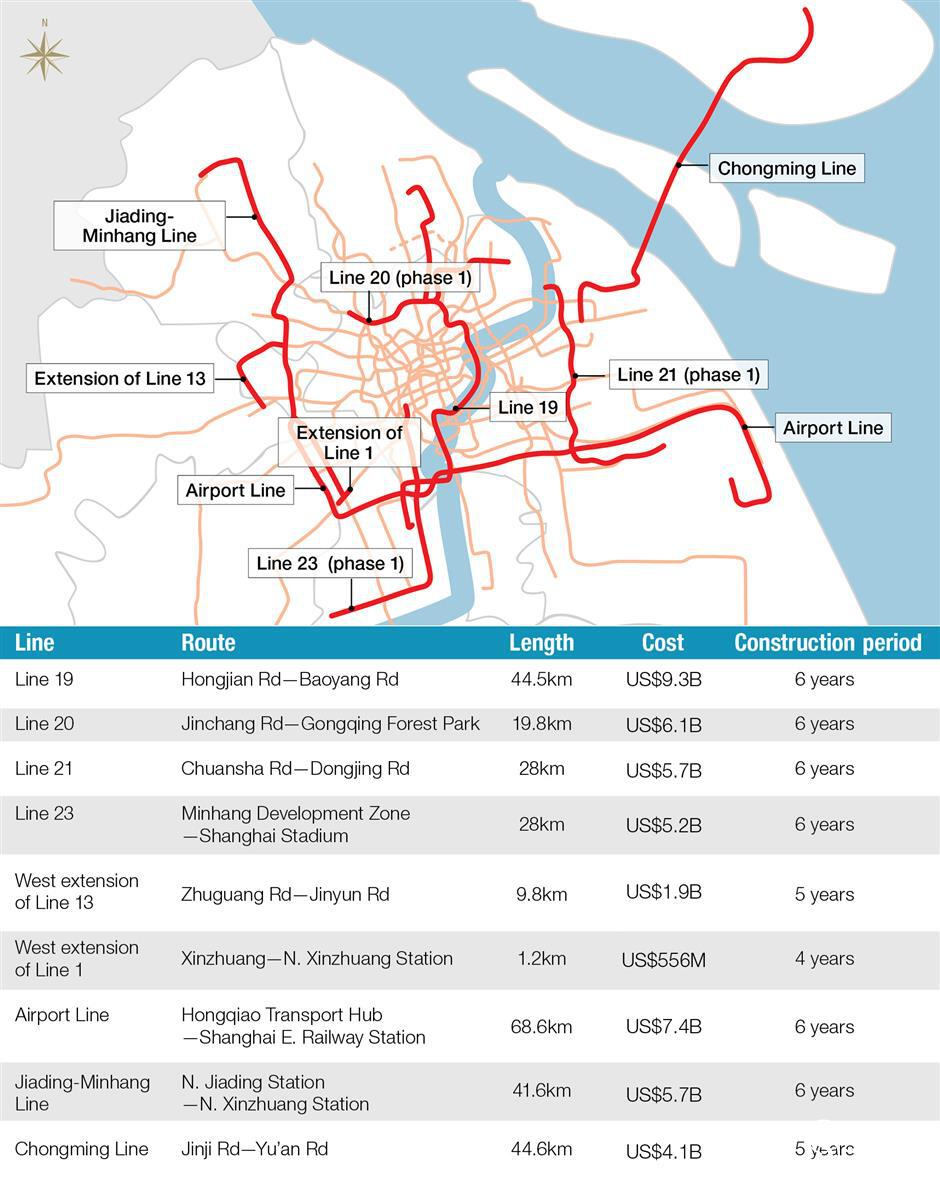 N
Chongming Line
Jiading-
Minhang Line
Line 20 (phase 1)
Extension of Line 13
Line 21 (phase 1)
Line 19
Extension of
Line 1
Airport Line
Airport Line
Line 23 (phase 1)
Line Route Length Cost Construction period
Line 19 Hongjian Rd—Baoyang Rd 44.5km US$9.3B 6 years
Line 20 Jinchang Rd—Gongqing Forest Park 19.8km US$6.1B 6 years
Line 21 Chuansha Rd—Dongjing Rd 28km US$5.7B 6 years
Line 23 Minhang Development Zone
—Shanghai Stadium 28km US$5.2B 6 years
West extension
of Line 13 Zhuguang Rd—Jinyun Rd 9.8km US$1.9B 5 years
West extension
of Line 1 Xinzhuang—N. Xinzhuang Station 1.2km US$556M 4 years
Airport Line Hongqiao Transport Hub
—Shanghai E. Railway Station 68.6km US$7.4B 6 years
Jiading-Minhang N. Jiading Station
Line —N. Xinzhuang Station 41.6km US$5.7B 6 years
Chongming Line Jinji Rd—Yu'an Rd 44.6km US$4.1B 5 years